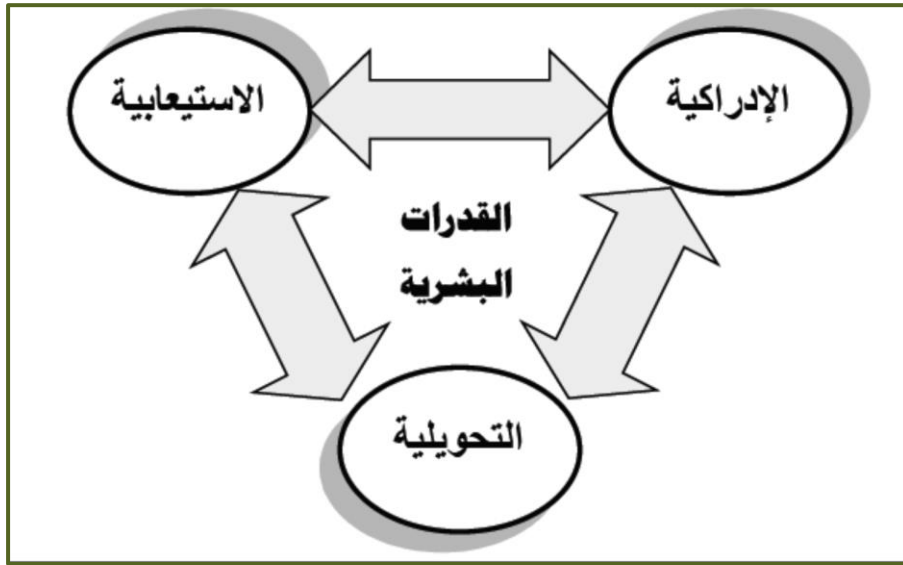 الإدراكية
الاستيعابية
القدرات
البشرية
التحويلية